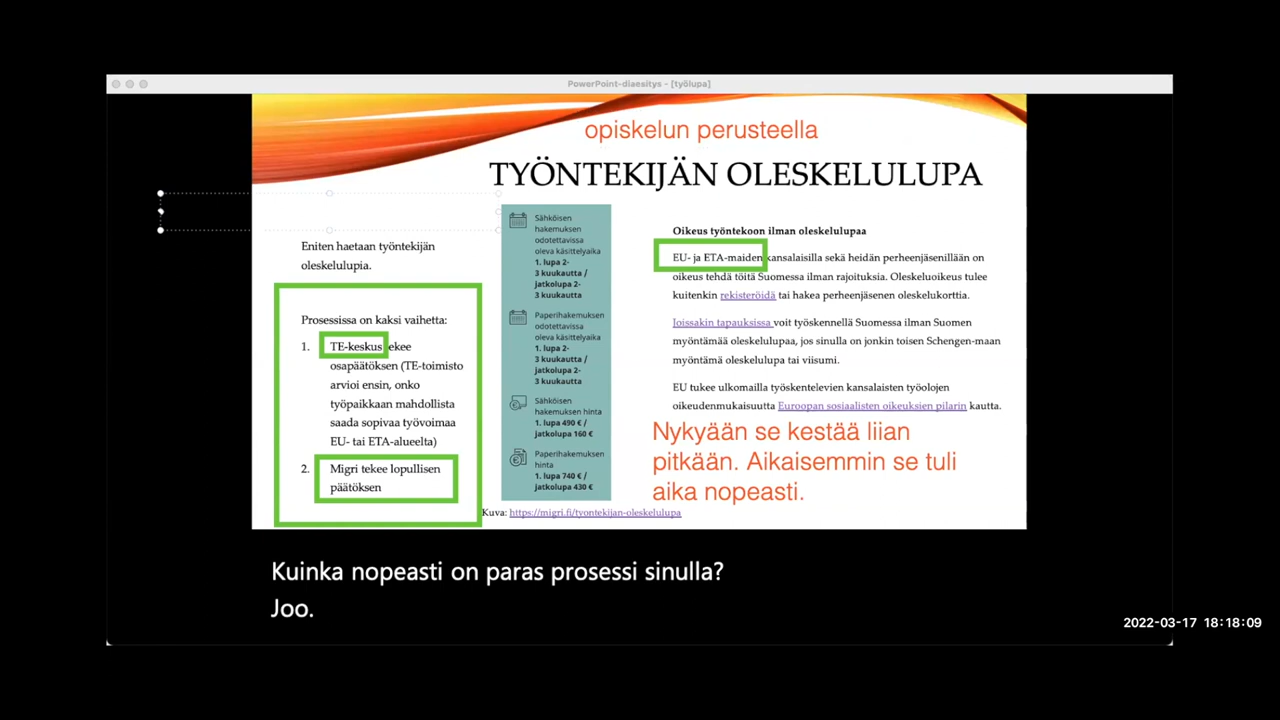 PowerPoint-diaesitys - [työlupa]
opiskelun perusteella
TYÖNTEKIJÄN OLESKELULUPA
Eniten haetaan työntekijän
oleskelulupia.
Prosessissa on kaksi vaihetta:
1. TE-keskus tekee
osapäätöksen (TE-toimisto
arvioi ensin, onko
työpaikkaan mahdollista
saada sopivaa työvoimaa
EU- tai ETA-alueelta)
2. Migri tekee lopullisen
päätöksen
Sähköisen
hakemuksen
odotettavissa
oleva käsittelyaika
1. lupa 2-
3 kuukautta /
jatkolupa 2-
3 kuukautta
Paperihakemuksen
odotettavissa
oleva käsittelyaika
1. lupa 2-
3 kuukautta /
jatkolupa 2-
3 kuukautta
Sähköisen
hakemuksen hinta
1. lupa 490 € /
jatkolupa 160 €
Paperihakemuksen
hinta
1. lupa 740 € /
jatkolupa 430 €
Kuva: https://migri.fi/tyontekijan-oleskelulupa
Oikeus työntekoon ilman oleskelulupaa
EU- ja ETA-maiden kansalaisilla sekä heidän perheenjäsenillään on
oikeus tehdä töitä Suomessa ilman rajoituksia. Oleskeluoikeus tulee
kuitenkin rekisteröidä tai hakea perheenjäsenen oleskelukorttia.
Joissakin tapauksissa voit työskennellä Suomessa ilman Suomen
myöntämää oleskelulupaa, jos sinulla on jonkin toisen Schengen-maan
myöntämä oleskelulupa tai viisumi.
EU tukee ulkomailla työskentelevien kansalaisten työolojen
oikeudenmukaisuutta Euroopan sosiaalisten oikeuksien pilarin kautta.
Nykyään se kestää liian
pitkään. Aikaisemmin se tuli
aika nopeasti.
Kuinka nopeasti on paras prosessi sinulla?
Joo.
2022-03-17 18:18:09